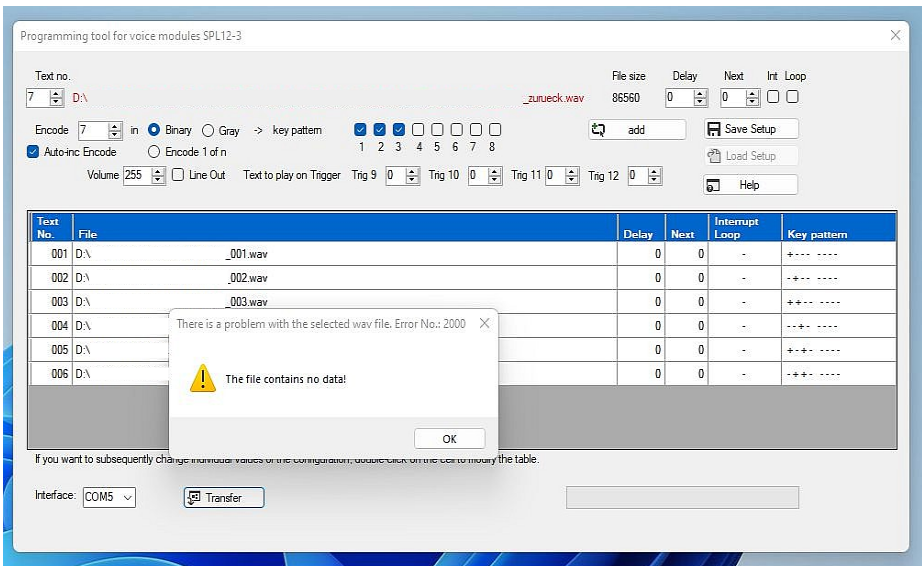 Programming tool for voice modules SPL12-3
Text no. File size Delay Next Int Loop
7 D:\ _zurueck.wav 86560 0 0
Encode 7 in Binary Gray -> key pattern add Save Setup
1 2 3 4 5 6 7 8
Auto-inc Encode Encode 1 of n Load Setup
Volume 255 Line Out Text to play on Trigger Trig 9 0 Trig 10 0 Trig 11 0 Trig 12 0
Help
Text No. File Delay Next Interrupt Loop Key pattern
001 D:\ _001.wav 0 0 - +--- ----
002 D:\ _002.wav 0 0 - -+-- ----
003 D:\ _003.wav 0 0 - ++-- ----
004 D:\ 0 0 - --+- ----
005 D:\ 0 0 - +-+- ----
006 D:\ 0 0 - -++- ----
There is a problem with the selected wav file. Error No.: 2000
The file contains no data!
OK
If you want to subsequently change individual values of the configuration, double-click on the cell to modify the table.
Interface: COM5 Transfer